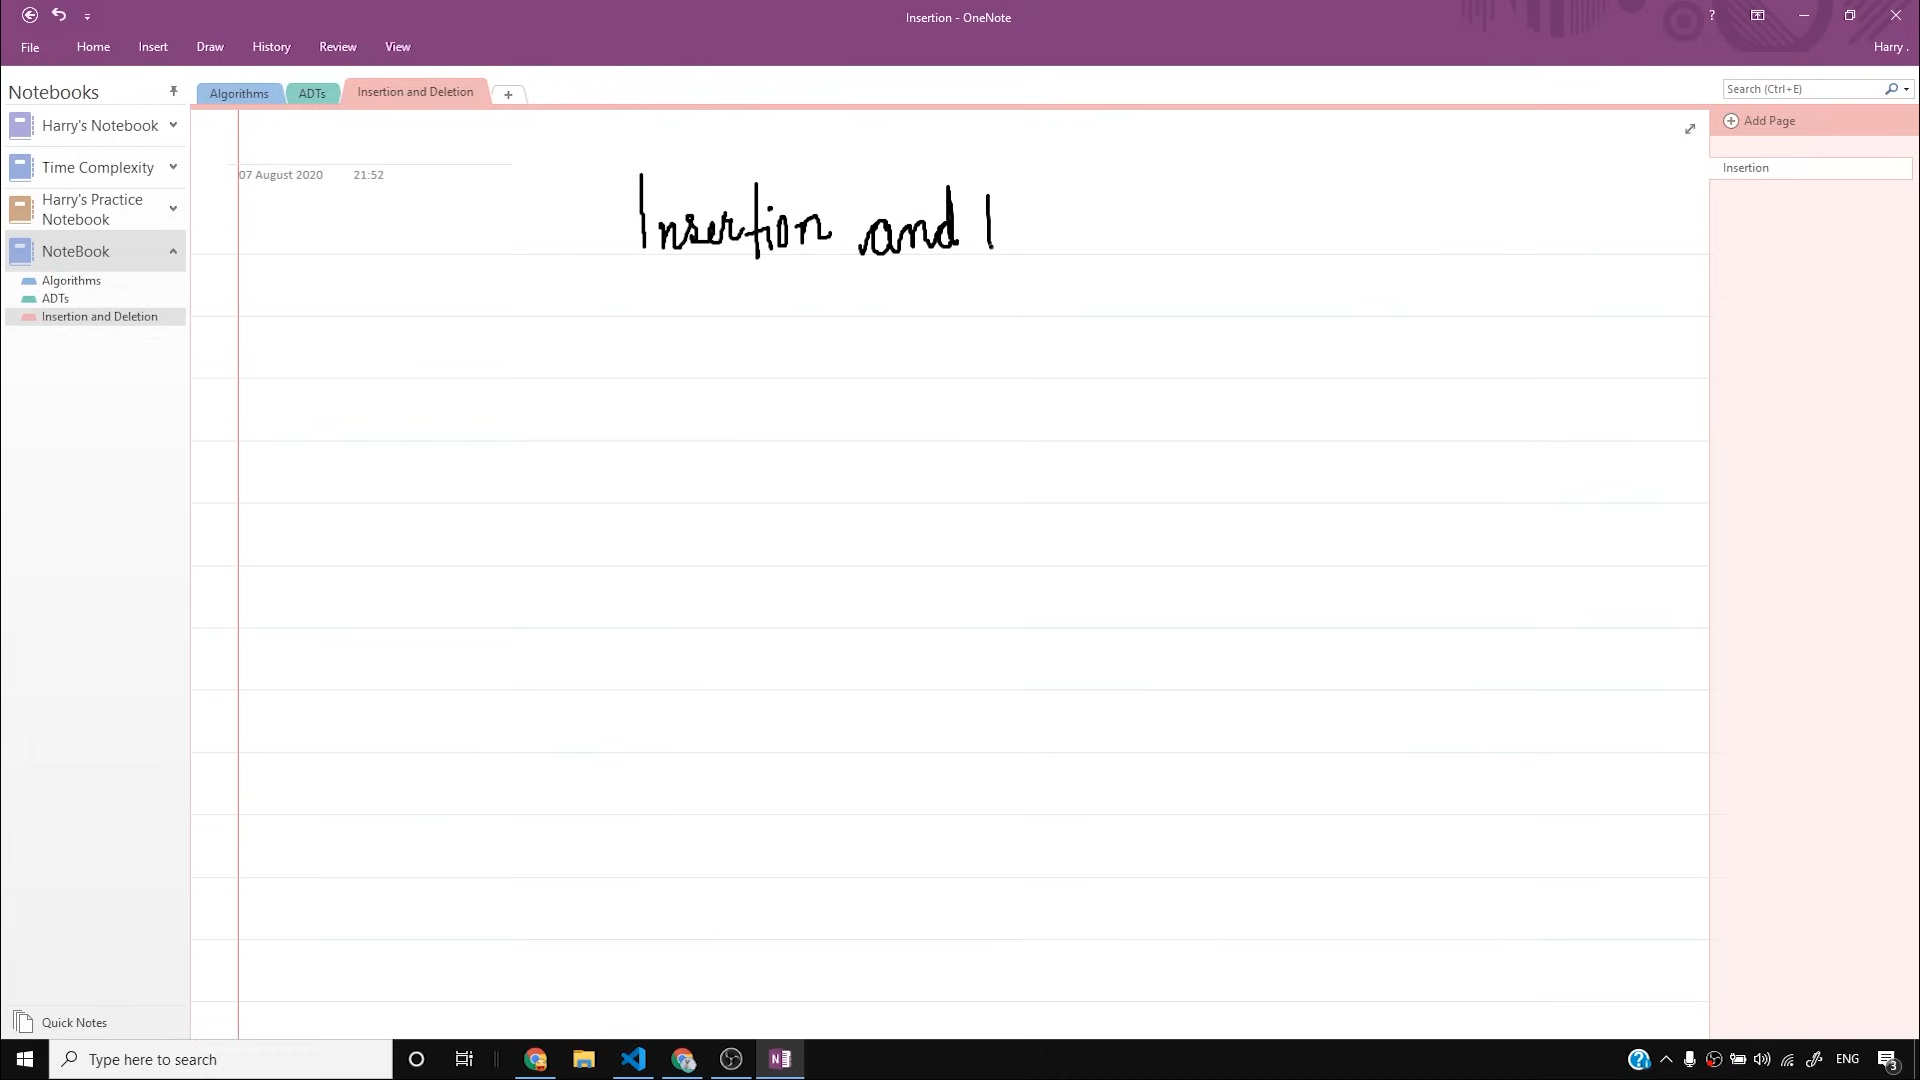 Insertion - OneNote
?
File Home Insert Draw History Review View
Harry .
Notebooks
Algorithms ADTs Insertion and Deletion +
Search (Ctrl+E)
Harry's Notebook
Time Complexity
Harry's Practice
Notebook
NoteBook
Algorithms
ADTs
Insertion and Deletion
07 August 2020 21:52
Insertion and I
Add Page
Insertion
Quick Notes
Type here to search
ENG
3